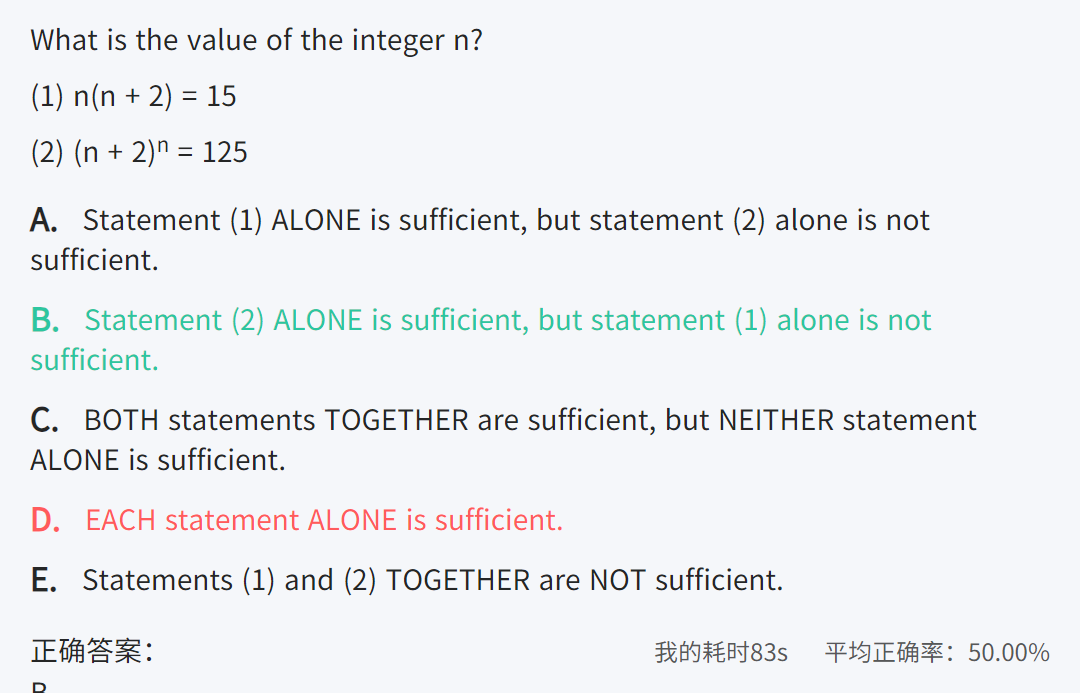 What is the value of the integer n?
(1) n(n + 2) = 15
(2) (n + 2)ⁿ = 125
A. Statement (1) ALONE is sufficient, but statement (2) alone is not
sufficient.
B. Statement (2) ALONE is sufficient, but statement (1) alone is not
sufficient.
C. BOTH statements TOGETHER are sufficient, but NEITHER statement
ALONE is sufficient.
D. EACH statement ALONE is sufficient.
E. Statements (1) and (2) TOGETHER are NOT sufficient.
正确答案： 我的耗时83s 平均正确率：50.00%
B